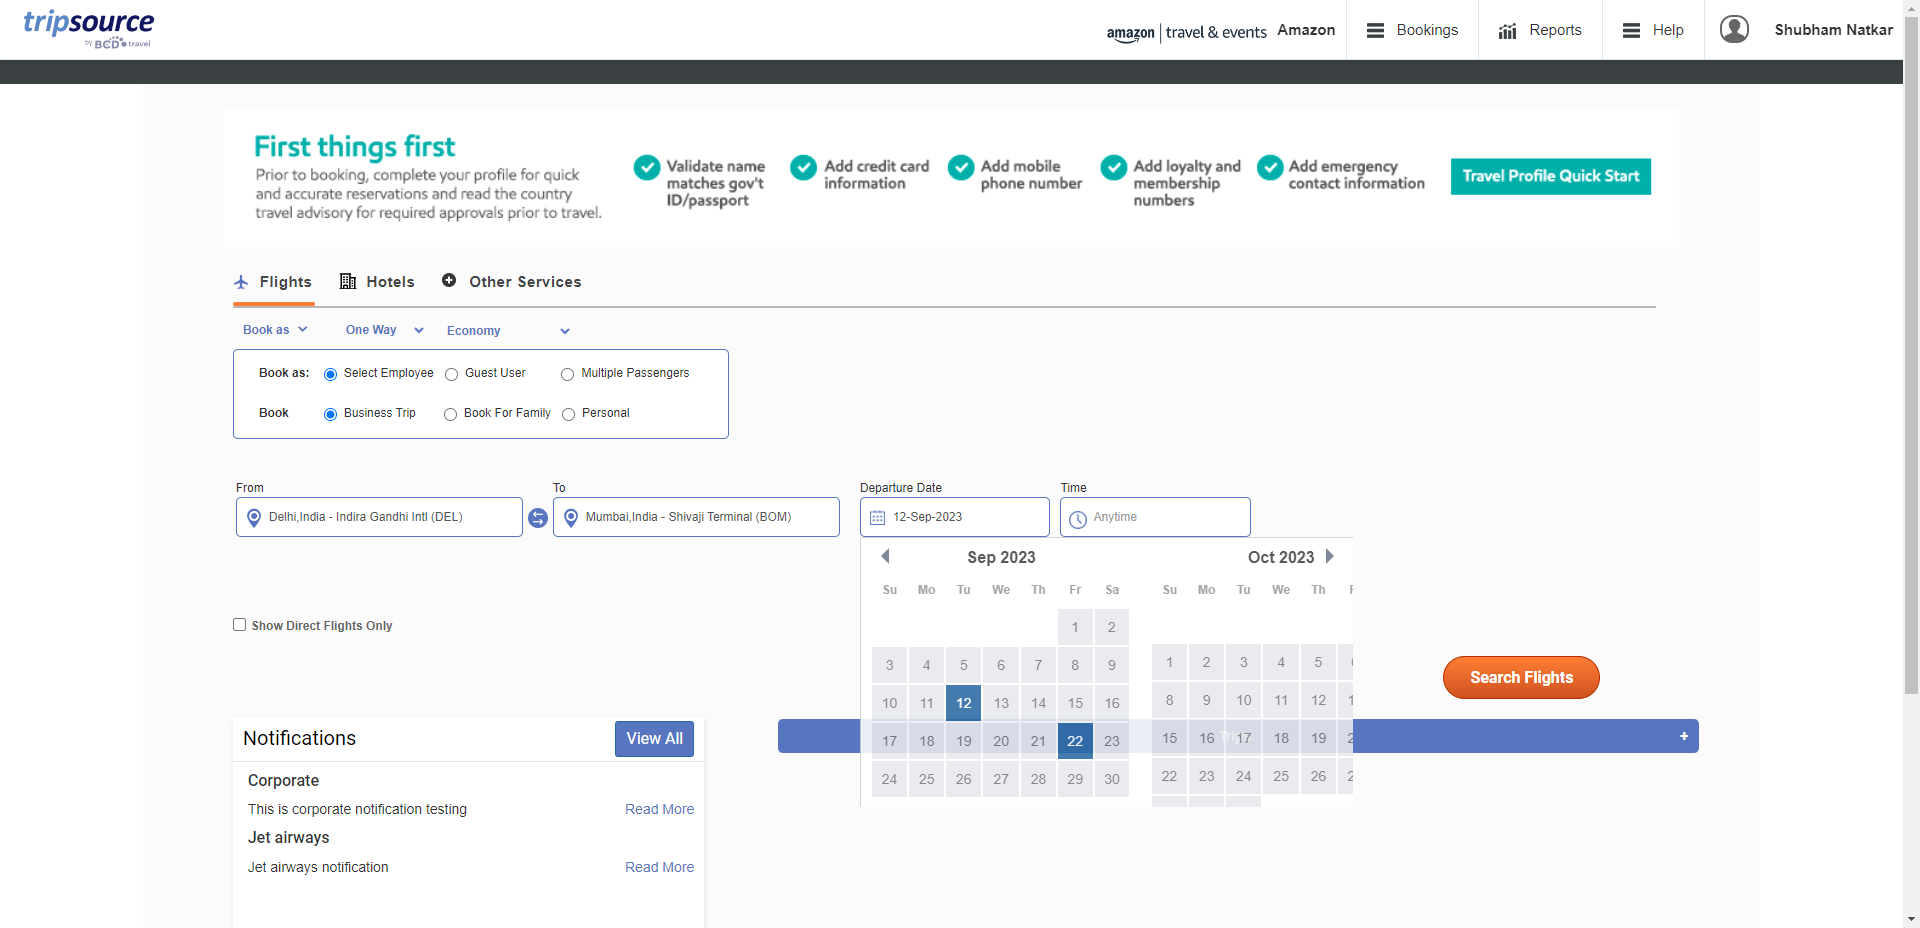 tripsource
by BCD travel
amazon | travel & events Amazon
Bookings
Reports
Help
Shubham Natkar
First things first
Prior to booking, complete your profile for quick
and accurate reservations and read the country
travel advisory for required approvals prior to travel.
Validate name
matches gov't
ID/passport
Add credit card
information
Add mobile
phone number
Add loyalty and
membership
numbers
Add emergency
contact information
Travel Profile Quick Start
Flights
Hotels
Other Services
Book as
One Way
Economy
Book as: Select Employee Guest User Multiple Passengers
Book Business Trip Book For Family Personal
From
To
Departure Date
Time
Delhi,India - Indira Gandhi Intl (DEL)
Mumbai,India - Shivaji Terminal (BOM)
12-Sep-2023
Anytime
Sep 2023
Su Mo Tu We Th Fr Sa
1 2
3 4 5 6 7 8 9
10 11 12 13 14 15 16
17 18 19 20 21 22 23
24 25 26 27 28 29 30
Oct 2023
Su Mo Tu We Th
1 2 3 4 5
8 9 10 11 12
15 16 17 18 19
22 23 24 25 26
Show Direct Flights Only
Search Flights
+
Notifications
View All
Corporate
This is corporate notification testing Read More
Jet airways
Jet airways notification Read More